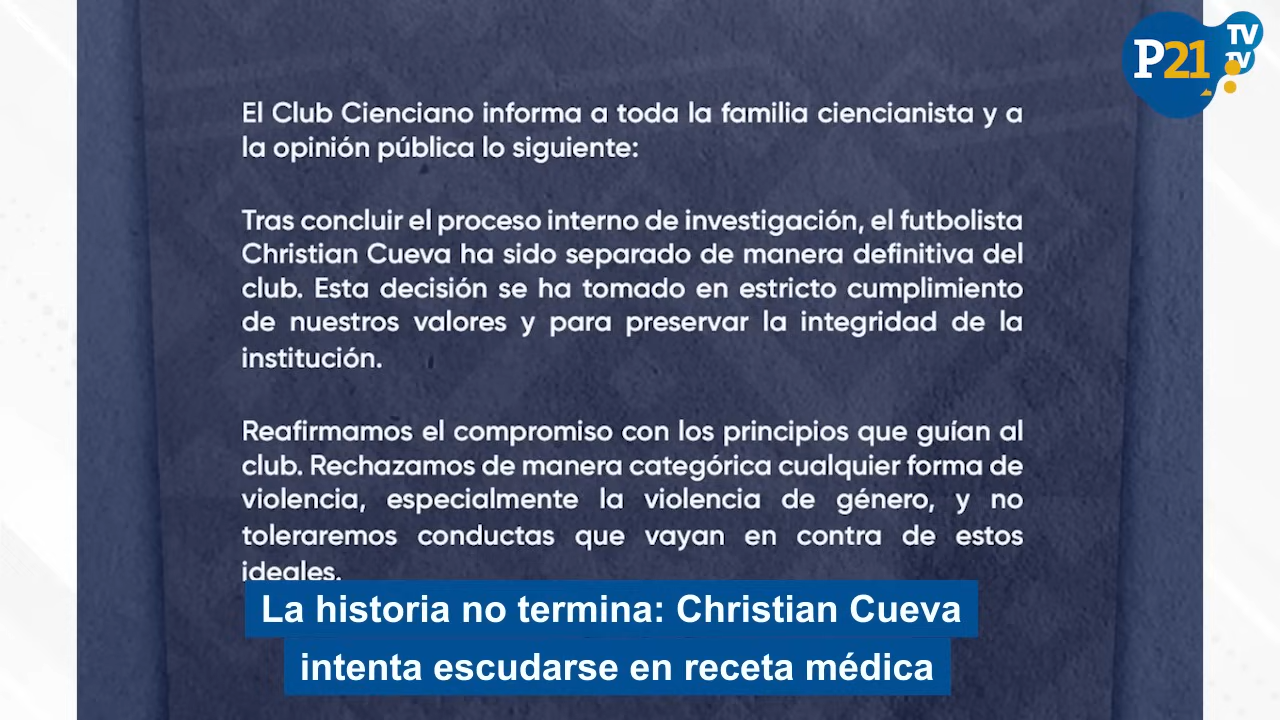 P21
TV
TV
El Club Cienciano informa a toda la familia ciencianista y a
la opinión pública lo siguiente:
Tras concluir el proceso interno de investigación, el futbolista
Christian Cueva ha sido separado de manera definitiva del
club. Esta decisión se ha tomado en estricto cumplimiento
de nuestros valores y para preservar la integridad de la
institución.
Reafirmamos el compromiso con los principios que guían al
club. Rechazamos de manera categórica cualquier forma de
violencia, especialmente la violencia de género, y no
toleraremos conductas que vayan en contra de estos
ideales.
La historia no termina: Christian Cueva
intenta escudarse en receta médica